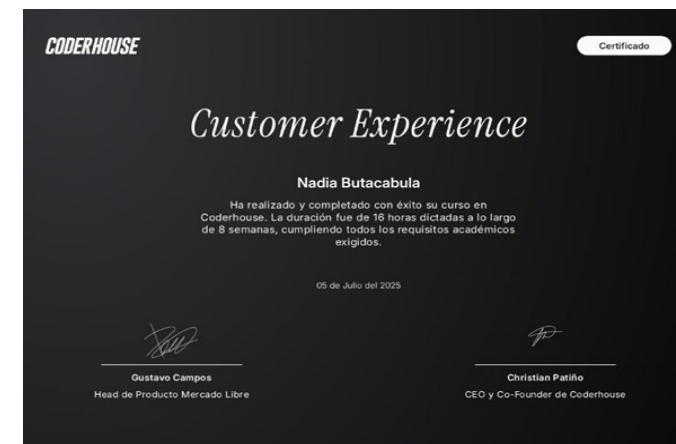 CODERHOUSE
Certificado
Customer Experience
Nadia Butacabula
Ha realizado y completado con éxito su curso en
Coderhouse. La duración fue de 16 horas dictadas a lo largo
de 8 semanas, cumpliendo todos los requisitos académicos
exigidos.
05 de Julio del 2025
Gustavo Campos
Christian Patiño
Head de Producto Mercado Libre
CEO y Co-Founder de Coderhouse